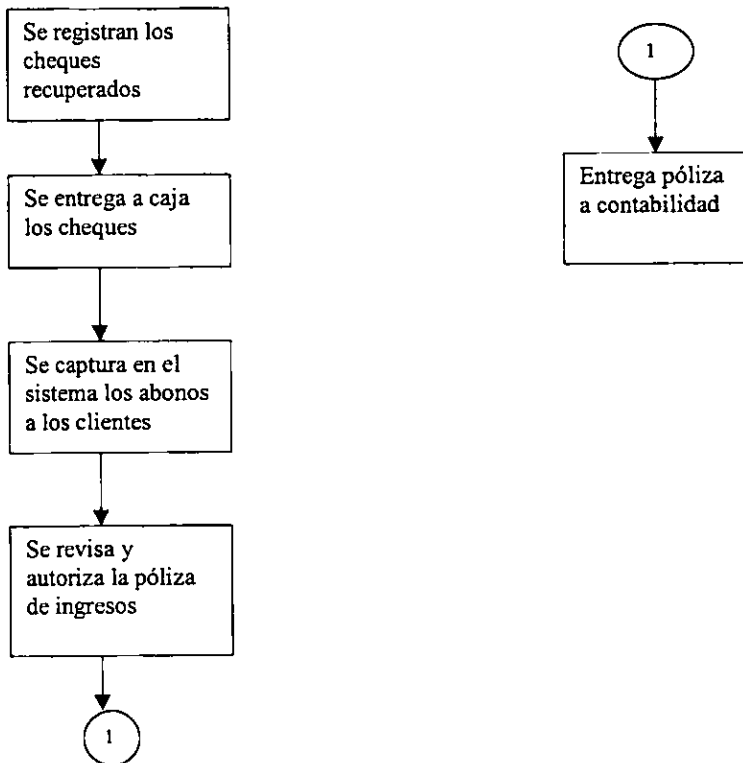 Se registran los
cheques
recuperados
Se entrega a caja
los cheques
Se captura en el
sistema los abonos
a los clientes
Se revisa y
autoriza la póliza
de ingresos
1
1
Entrega póliza
a contabilidad